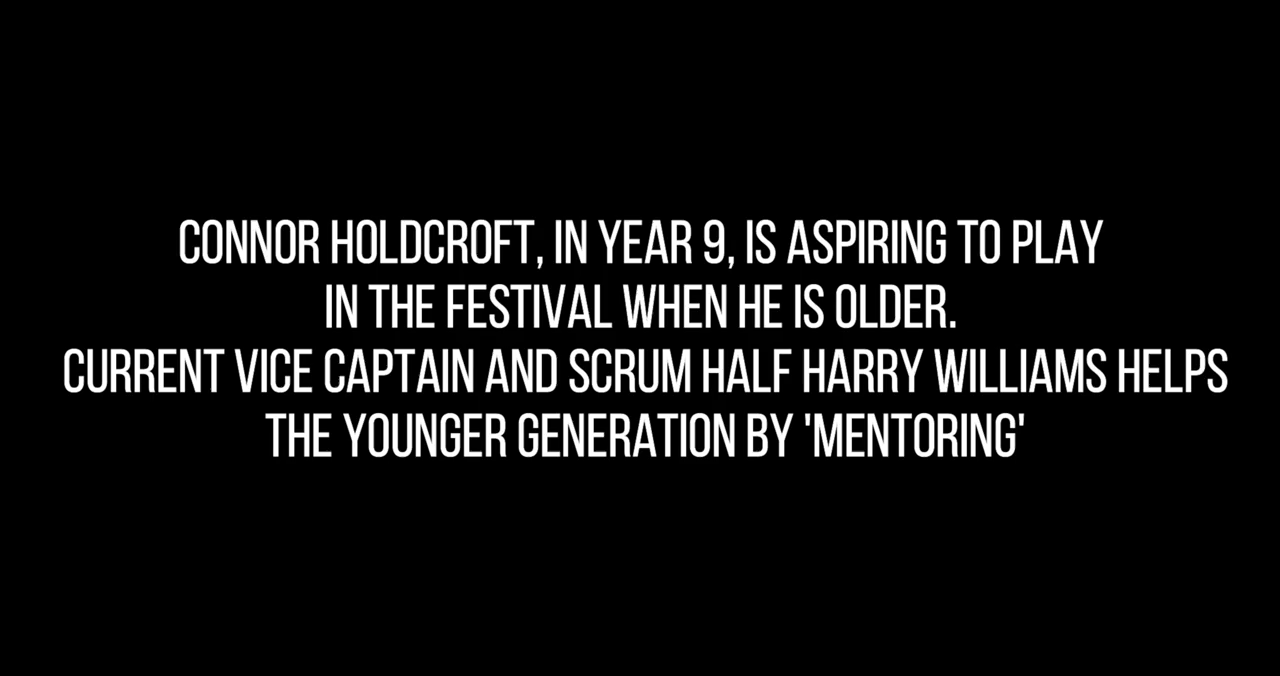 CONNOR HOLDCROFT, IN YEAR 9, IS ASPIRING TO PLAY
IN THE FESTIVAL WHEN HE IS OLDER.
CURRENT VICE CAPTAIN AND SCRUM HALF HARRY WILLIAMS HELPS
THE YOUNGER GENERATION BY 'MENTORING'